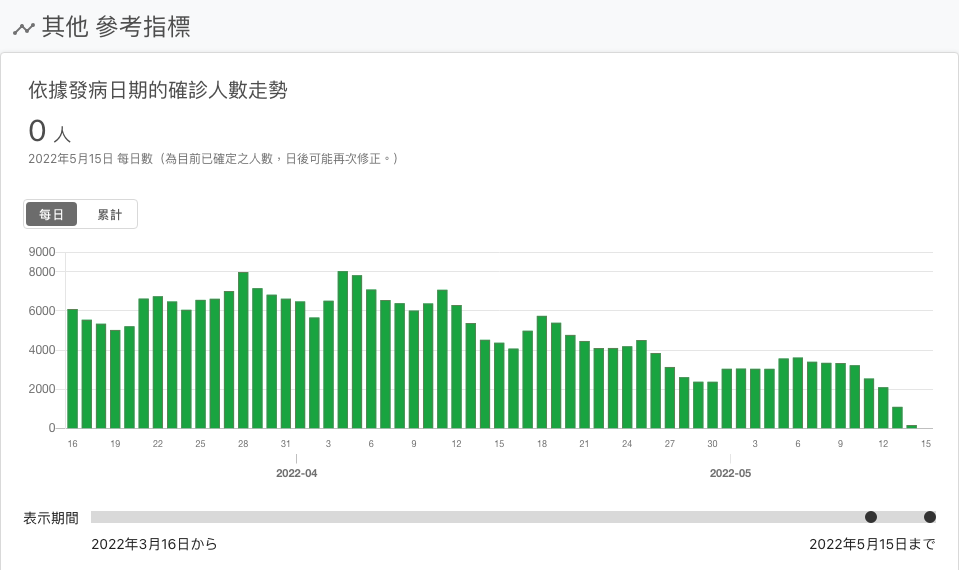 其他 參考指標
依據發病日期的確診人數走勢
0 人
2022年5月15日 每日數（為目前已確定之人數，日後可能再次修正。）
每日 累計
9000
8000
6000
4000
2000
0
16 19 22 25 28 31 3 6 9 12 15 18 21 24 27 30 3 6 9 12 15
2022-04 2022-05
表示期間
2022年3月16日から 2022年5月15日まで